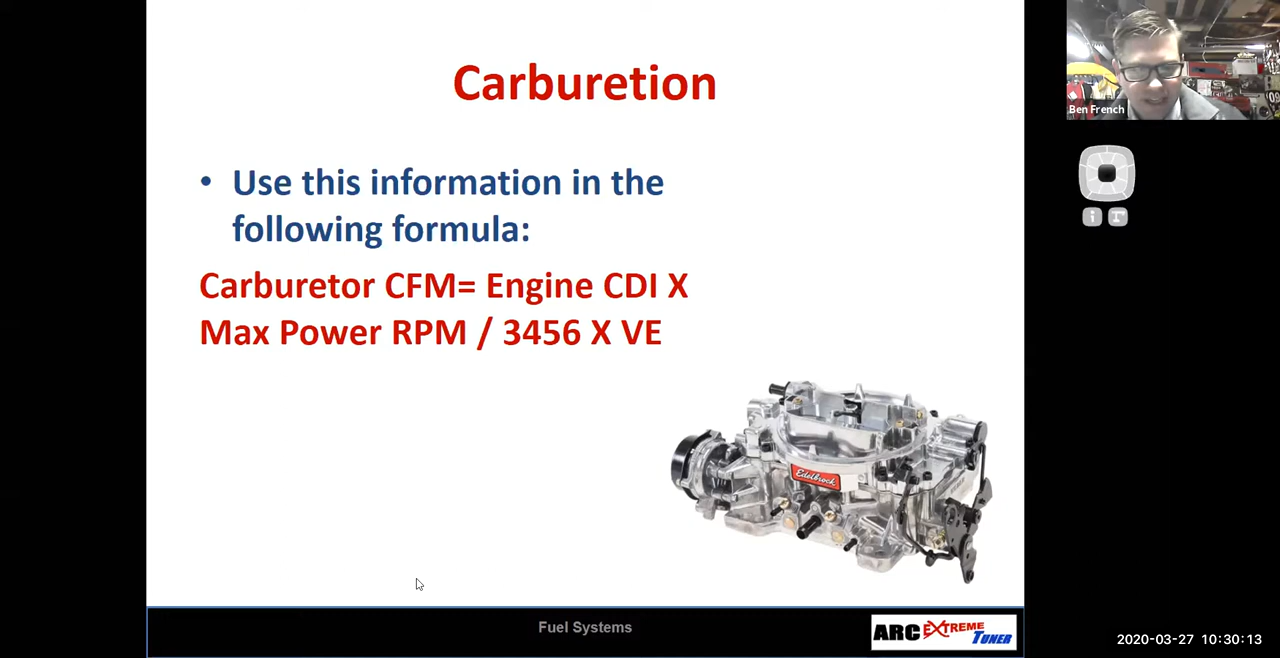 Carburetion
• Use this information in the
following formula:
Carburetor CFM= Engine CDI X
Max Power RPM / 3456 X VE
Edelbrock
Fuel Systems
ARC EXTREME TUNER
Ben French
2020-03-27 10:30:13